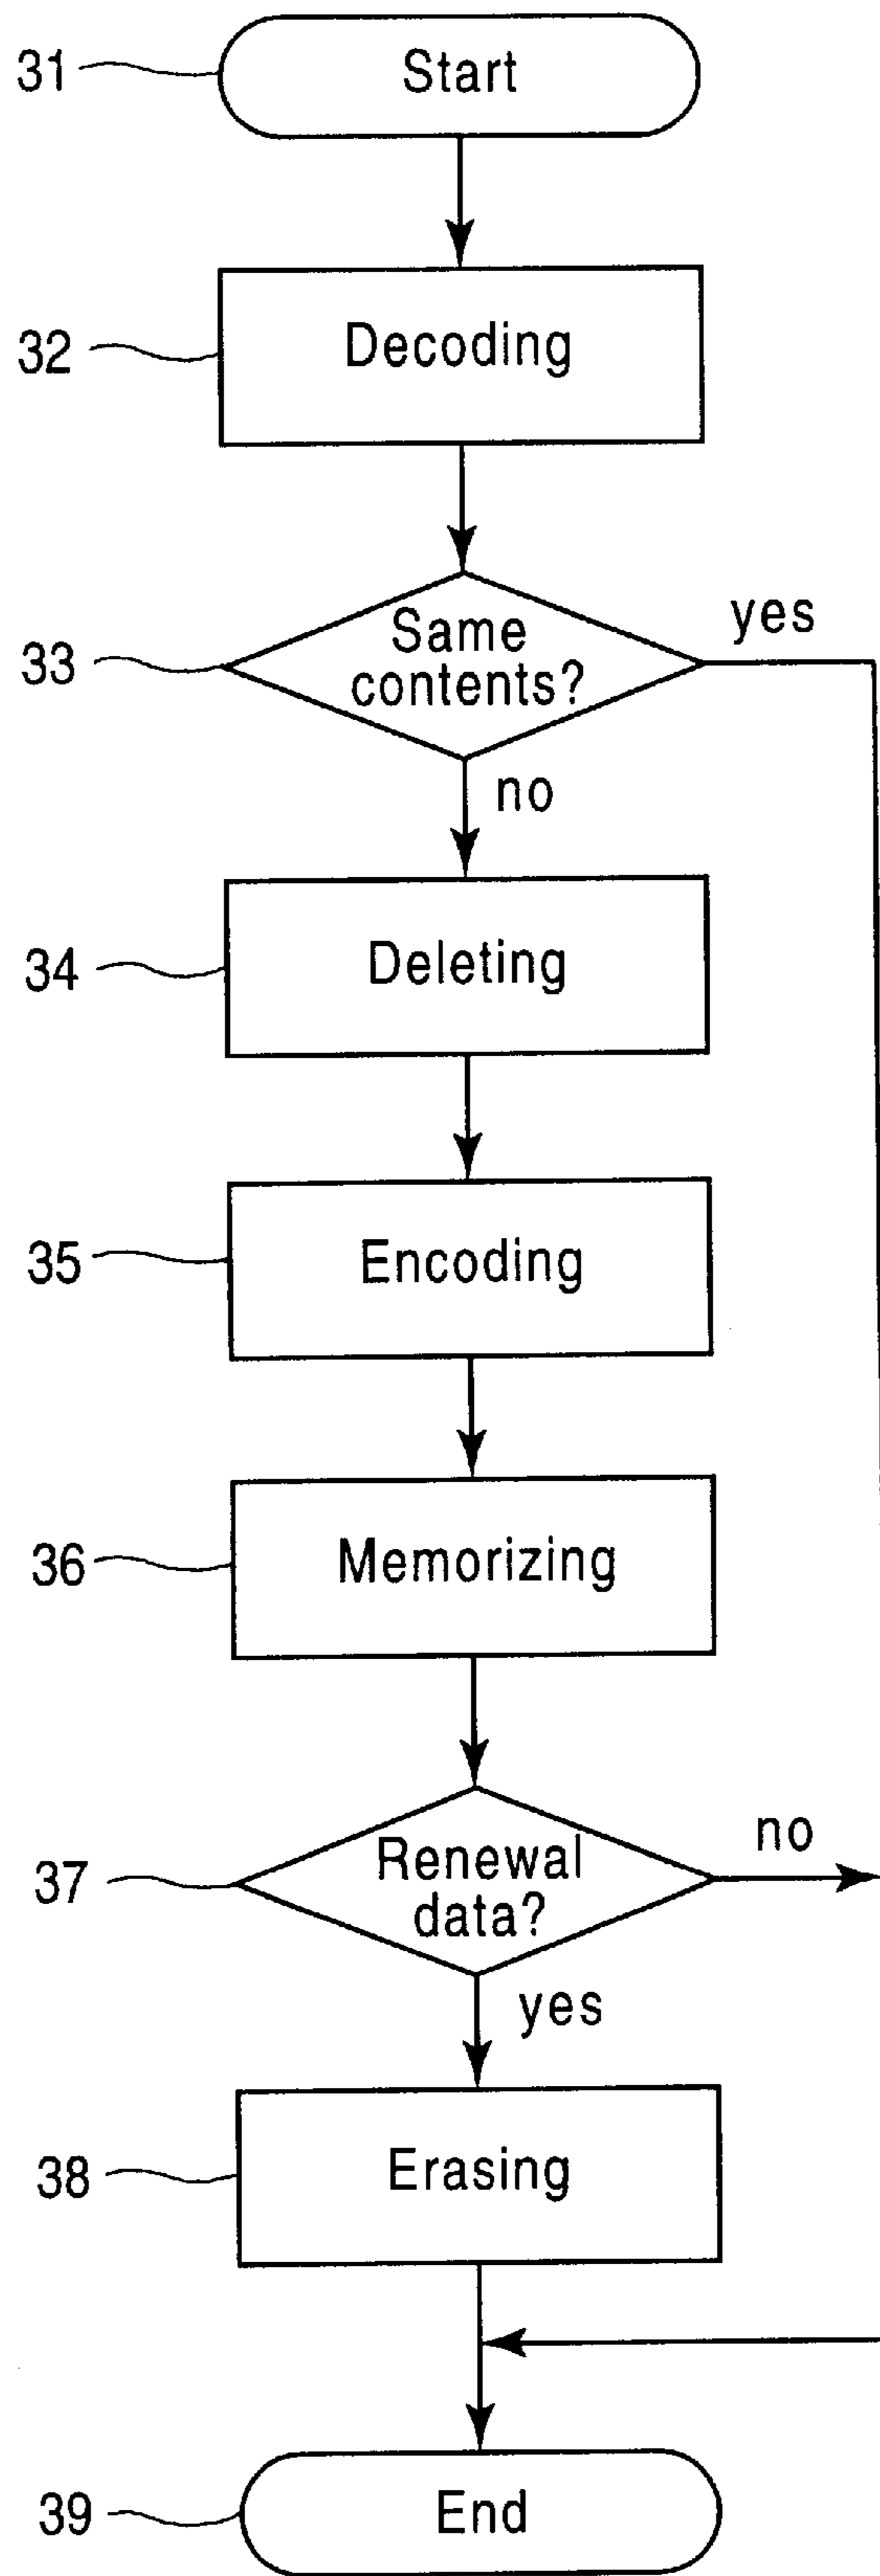 31
Start
32
Decoding
33
Same
contents?
yes
no
34
Deleting
35
Encoding
36
Memorizing
37
Renewal
data?
no
yes
38
Erasing
39
End